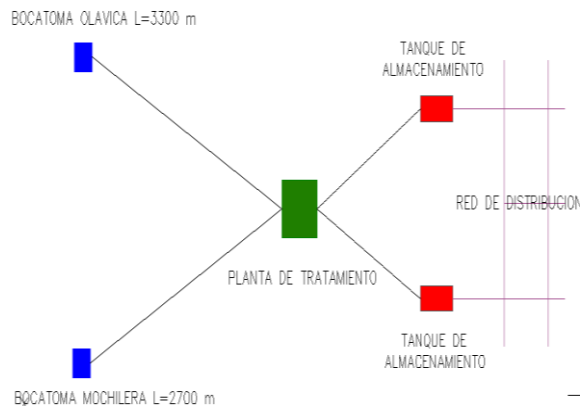 BOCATOMA OLAVICA L=3300 m
TANQUE DE
ALMACENAMIENTO
RED DE DISTRIBUCION
PLANTA DE TRATAMIENTO
TANQUE DE
ALMACENAMIENTO
BOCATOMA MOCHILERA L=2700 m